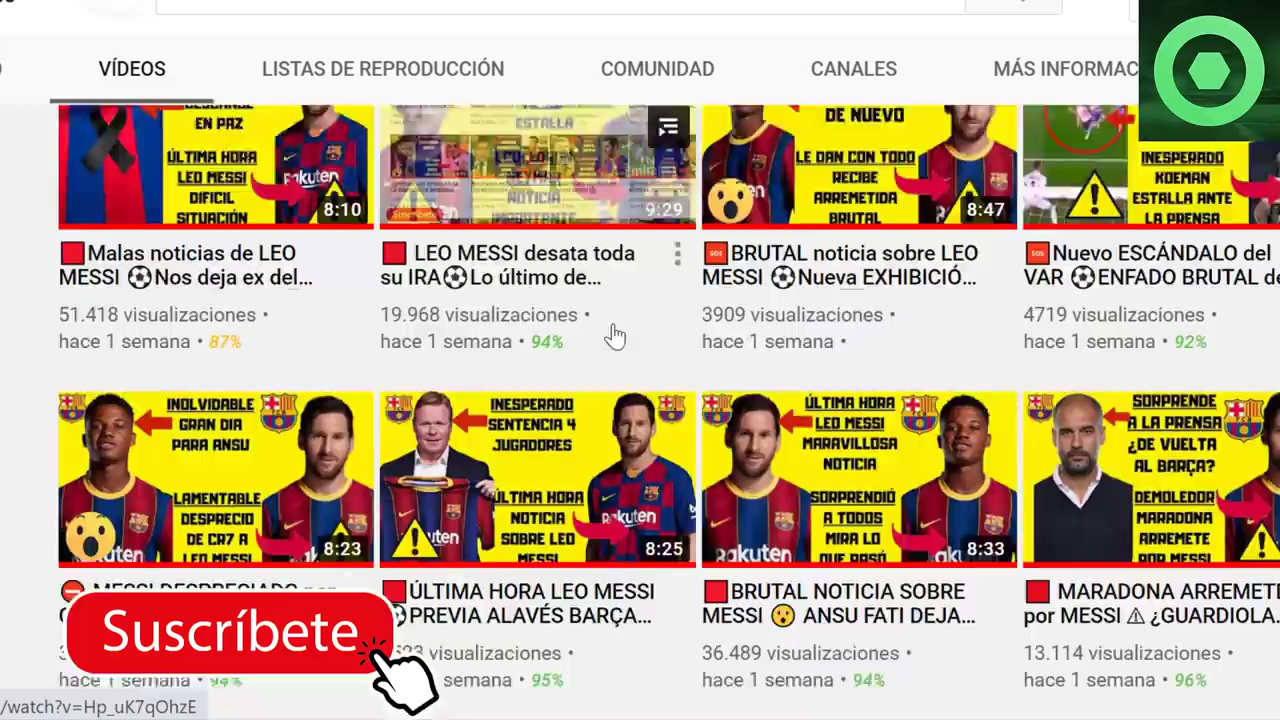 VÍDEOS
LISTAS DE REPRODUCCIÓN
COMUNIDAD
CANALES
MÁS INFORMAC
EN PAZ
ÚLTIMA HORA
LEO MESSI
DIFICIL
SITUACIÓN
8:10
ESTALLA
Suscríbete
9:29
DE NUEVO
LE DAN CON TODO
RECIBE
ARREMETIDA
BRUTAL
8:47
INESPERADO
KOEMAN
ESTALLA ANTE
LA PRENSA
Malas noticias de LEO
MESSI ⚽Nos deja ex del...
51.418 visualizaciones •
hace 1 semana • 87%
LEO MESSI desata toda
su IRA⚽Lo último de...
19.968 visualizaciones •
hace 1 semana • 94%
🆘BRUTAL noticia sobre LEO
MESSI ⚽Nueva EXHIBICIÓ...
3909 visualizaciones •
hace 1 semana •
🆘Nuevo ESCÁNDALO del
VAR ⚽ENFADO BRUTAL de
4719 visualizaciones •
hace 1 semana • 92%
INOLVIDABLE
GRAN DIA
PARA ANSU
LAMENTABLE
DESPRECIO
DE CR7 A
LEO MESSI
8:23
INESPERADO
SENTENCIA 4
JUGADORES
ÚLTIMA HORA
NOTICIA
SOBRE LEO
MESSI
8:25
ÚLTIMA HORA
LEO MESSI
MARAVILLOSA
NOTICIA
SORPRENDIÓ
A TODOS
MIRA LO
QUE PASÓ
8:33
SORPRENDE
A LA PRENSA
¿DE VUELTA
AL BARÇA?
DEMOLEDOR
MARADONA
ARREMETE
POR MESSI
MESSI DESPRECIADO por
ÚLTIMA HORA LEO MESSI
⚽PREVIA ALAVÉS BARÇA...
visualizaciones •
semana • 95%
BRUTAL NOTICIA SOBRE
MESSI 😮 ANSU FATI DEJA...
36.489 visualizaciones •
hace 1 semana • 94%
MARADONA ARREMETE
por MESSI ⚠ ¿GUARDIOLA
13.114 visualizaciones •
hace 1 semana • 96%
Suscríbete
hace 1 semana • 94%
/watch?v=Hp_uK7qOhzE